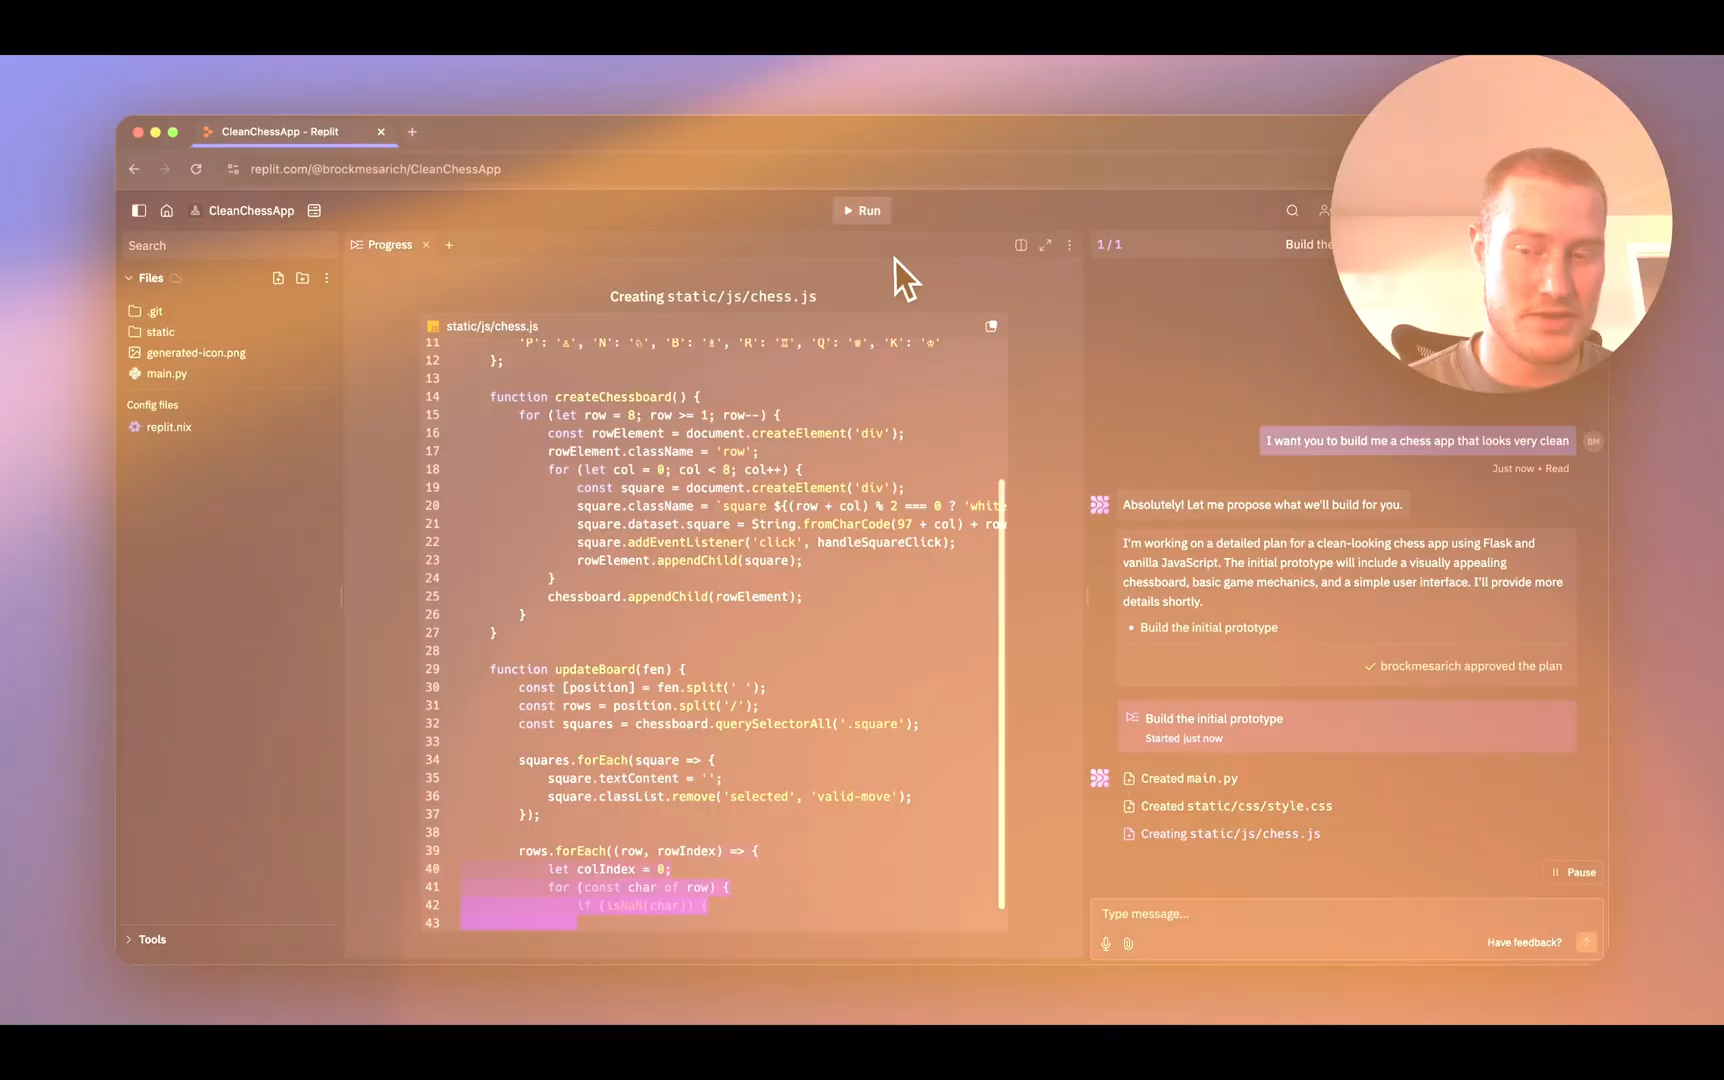 CleanChessApp - Replit
replit.com/@brockmesarich/CleanChessApp
CleanChessApp
Run
Search
Files
.git
static
generated-icon.png
main.py
Config files
replit.nix
Tools
Progress
Creating static/js/chess.js
static/js/chess.js
11 'P': '♙', 'N': '♘', 'B': '♗', 'R': '♖', 'Q': '♕', 'K': '♔'
12 };
13
14 function createChessboard() {
15 for (let row = 8; row >= 1; row--) {
16 const rowElement = document.createElement('div');
17 rowElement.className = 'row';
18 for (let col = 0; col < 8; col++) {
19 const square = document.createElement('div');
20 square.className = `square ${(row + col) % 2 === 0 ? 'white
21 square.dataset.square = String.fromCharCode(97 + col) + row
22 square.addEventListener('click', handleSquareClick);
23 rowElement.appendChild(square);
24 }
25 chessboard.appendChild(rowElement);
26 }
27 }
28
29 function updateBoard(fen) {
30 const [position] = fen.split(' ');
31 const rows = position.split('/');
32 const squares = chessboard.querySelectorAll('.square');
33
34 squares.forEach(square => {
35 square.textContent = '';
36 square.classList.remove('selected', 'valid-move');
37 });
38
39 rows.forEach((row, rowIndex) => {
40 let colIndex = 0;
41 for (const char of row) {
42 if (isNaN(char)) {
43
1 / 1
Build the
I want you to build me a chess app that looks very clean
BM
Just now • Read
Absolutely! Let me propose what we'll build for you.
I'm working on a detailed plan for a clean-looking chess app using Flask and
vanilla JavaScript. The initial prototype will include a visually appealing
chessboard, basic game mechanics, and a simple user interface. I'll provide more
details shortly.
• Build the initial prototype
brockmesarich approved the plan
Build the initial prototype
Started just now
Created main.py
Created static/css/style.css
Creating static/js/chess.js
Pause
Type message...
Have feedback?